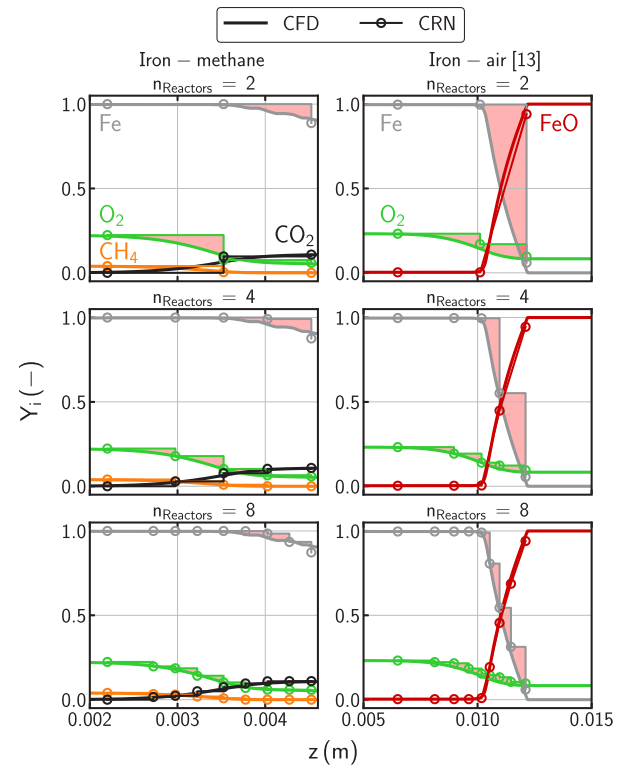 CFD CRN
Iron − methane Iron − air [13]
n_Reactors = 2 n_Reactors = 2
1.0 Fe Fe FeO
0.5
O₂ CH₄ CO₂ O₂
0.0
n_Reactors = 4 n_Reactors = 4
1.0
Y_i (−) 0.5
0.0
n_Reactors = 8 n_Reactors = 8
1.0
0.5
0.0
0.002 0.003 0.004 0.005 0.010 0.015
z (m)